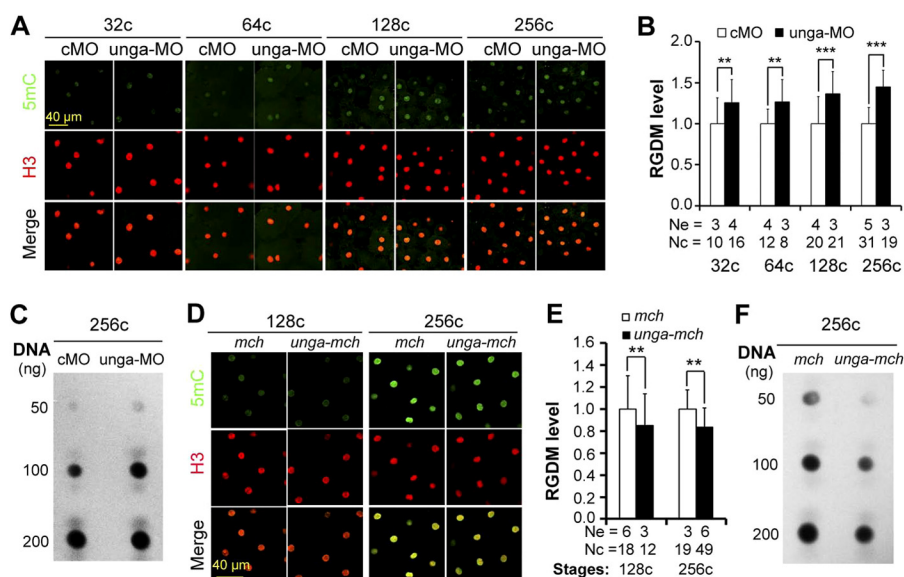 A
32c 64c 128c 256c
cMO unga-MO cMO unga-MO cMO unga-MO cMO unga-MO
5mC
40 µm
H3
Merge
B
cMO unga-MO
RGDM level
2.0
1.5
1.0
0.5
0.0
** ** *** ***
Ne = 3 4 4 3 4 3 5 3
Nc = 10 16 12 8 20 21 31 19
32c 64c 128c 256c
C
256c
DNA
(ng)
cMO unga-MO
50
100
200
D
128c 256c
mch unga-mch mch unga-mch
5mC
H3
Merge
40 µm
E
mch
unga-mch
RGDM level
1.6
1.4
1.2
1.0
0.8
0.6
0.4
0.2
0.0
** **
Ne = 6 3 3 6
Nc =18 12 19 49
Stages: 128c 256c
F
256c
DNA
(ng)
mch unga-mch
50
100
200